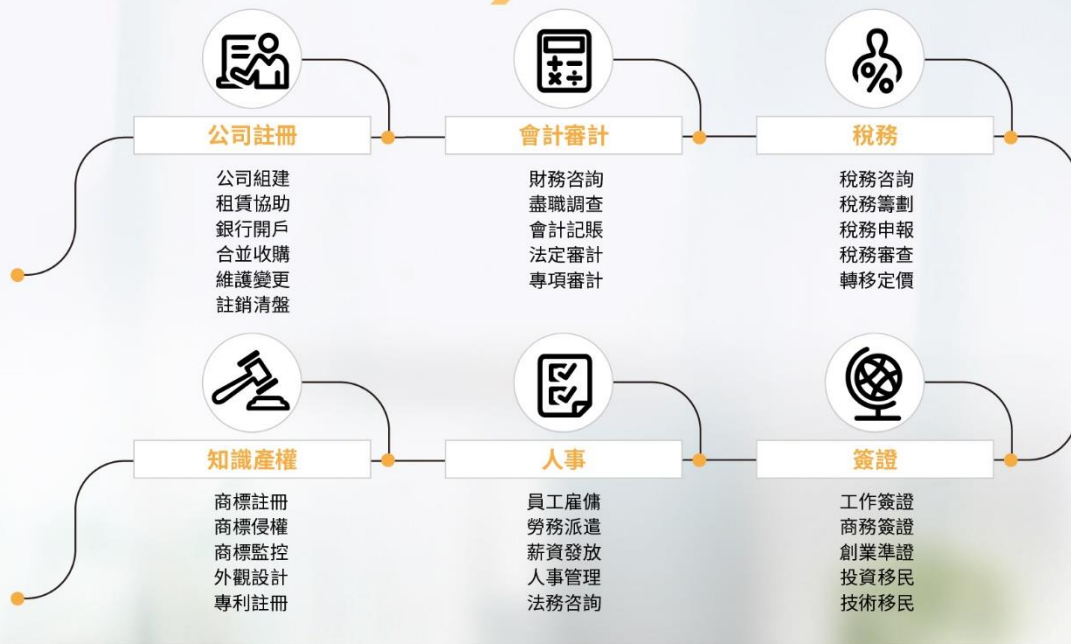 公司註冊
公司組建
租賃協助
銀行開戶
合並收購
維護變更
註銷清盤
會計審計
財務咨詢
盡職調查
會計記賬
法定審計
專項審計
稅務
稅務咨詢
稅務籌劃
稅務申報
稅務審查
轉移定價
知識產權
商標註冊
商標侵權
商標監控
外觀設計
專利註冊
人事
員工雇傭
勞務派遣
薪資發放
人事管理
法務咨詢
簽證
工作簽證
商務簽證
創業準證
投資移民
技術移民